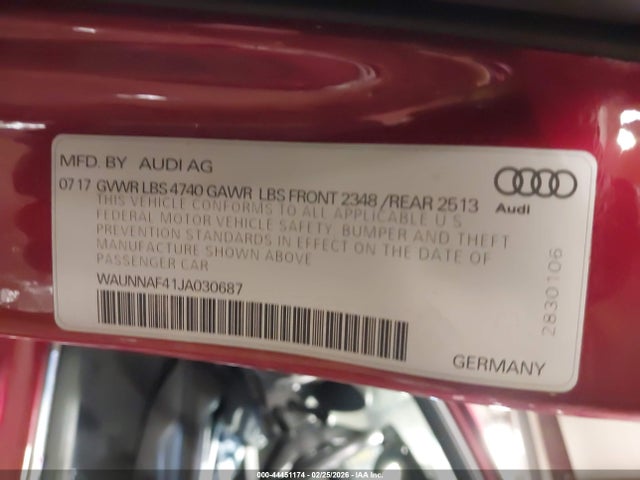 MFD. BY AUDI AG
0717 GVWR LBS 4740 GAWR LBS FRONT 2348 /REAR 2513
THIS VEHICLE CONFORMS TO ALL APPLICABLE U S
FEDERAL MOTOR VEHICLE SAFETY, BUMPER AND THEFT
PREVENTION STANDARDS IN EFFECT ON THE DATE OF
MANUFACTURE SHOWN ABOVE
PASSENGER CAR
WAUNNAF41JA030687
Audi
2830106
GERMANY
000-44451174 - 02/25/2026 - IAA Inc.